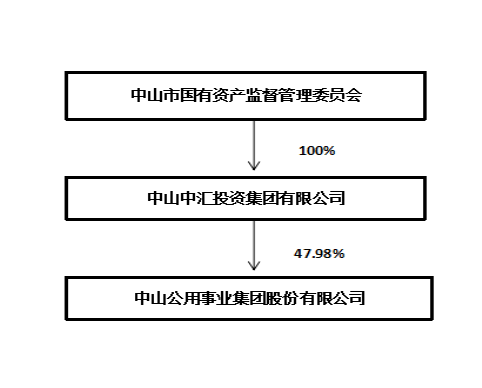 中山市国有资产监督管理委员会
100%
中山中汇投资集团有限公司
47.98%
中山公用事业集团股份有限公司